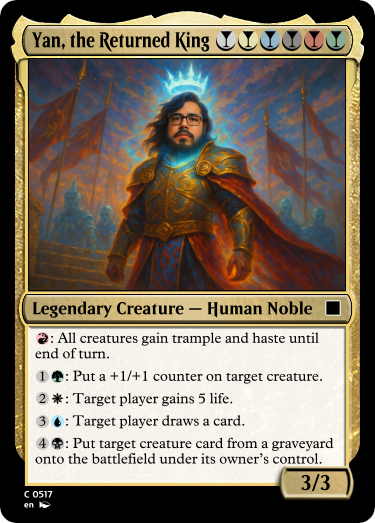 Yan, the Returned King
Legendary Creature — Human Noble
: All creatures gain trample and haste until
end of turn.
1 : Put a +1/+1 counter on target creature.
2 : Target player gains 5 life.
3 : Target player draws a card.
4 : Put target creature card from a graveyard
onto the battlefield under its owner's control.
3/3
C 0517
en